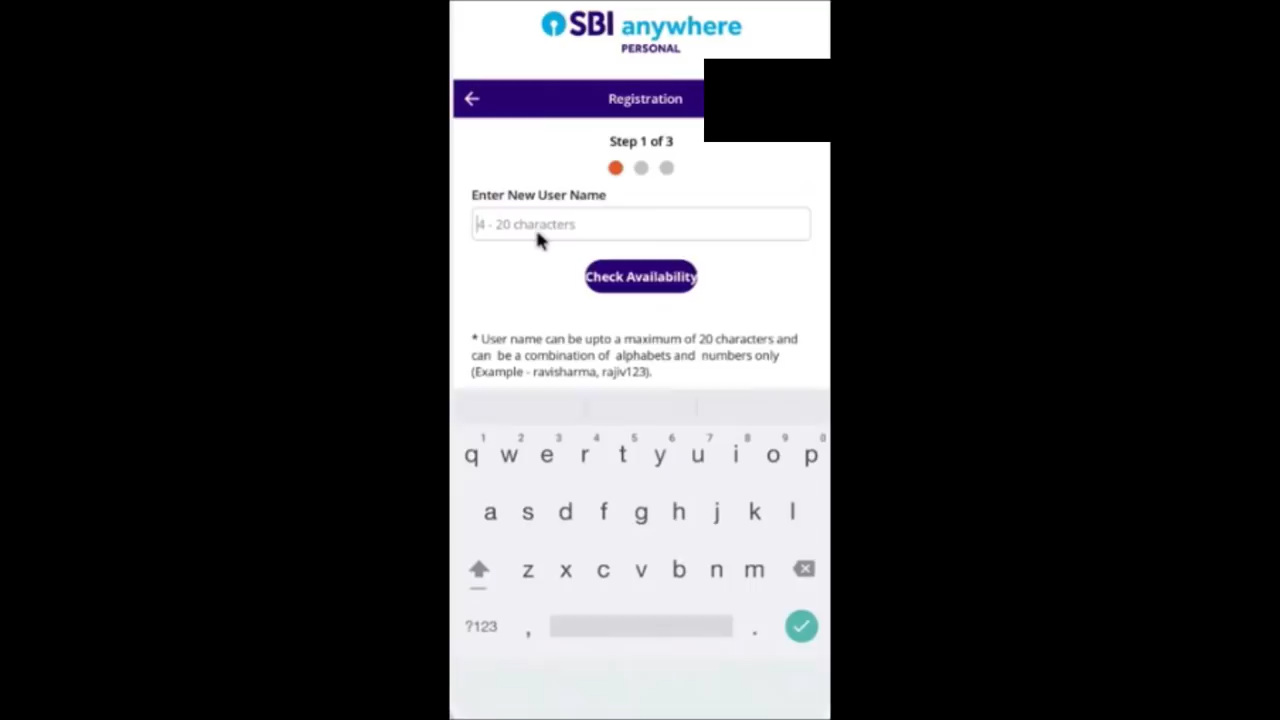 SBI anywhere
PERSONAL
Registration
Step 1 of 3
Enter New User Name
4 - 20 characters
Check Availability
* User name can be upto a maximum of 20 characters and
can be a combination of alphabets and numbers only
(Example - ravisharma, rajiv123).
1 2 3 4 5 6 7 8 9 0
q w e r t y u i o p
a s d f g h j k l
z x c v b n m
?123 , .